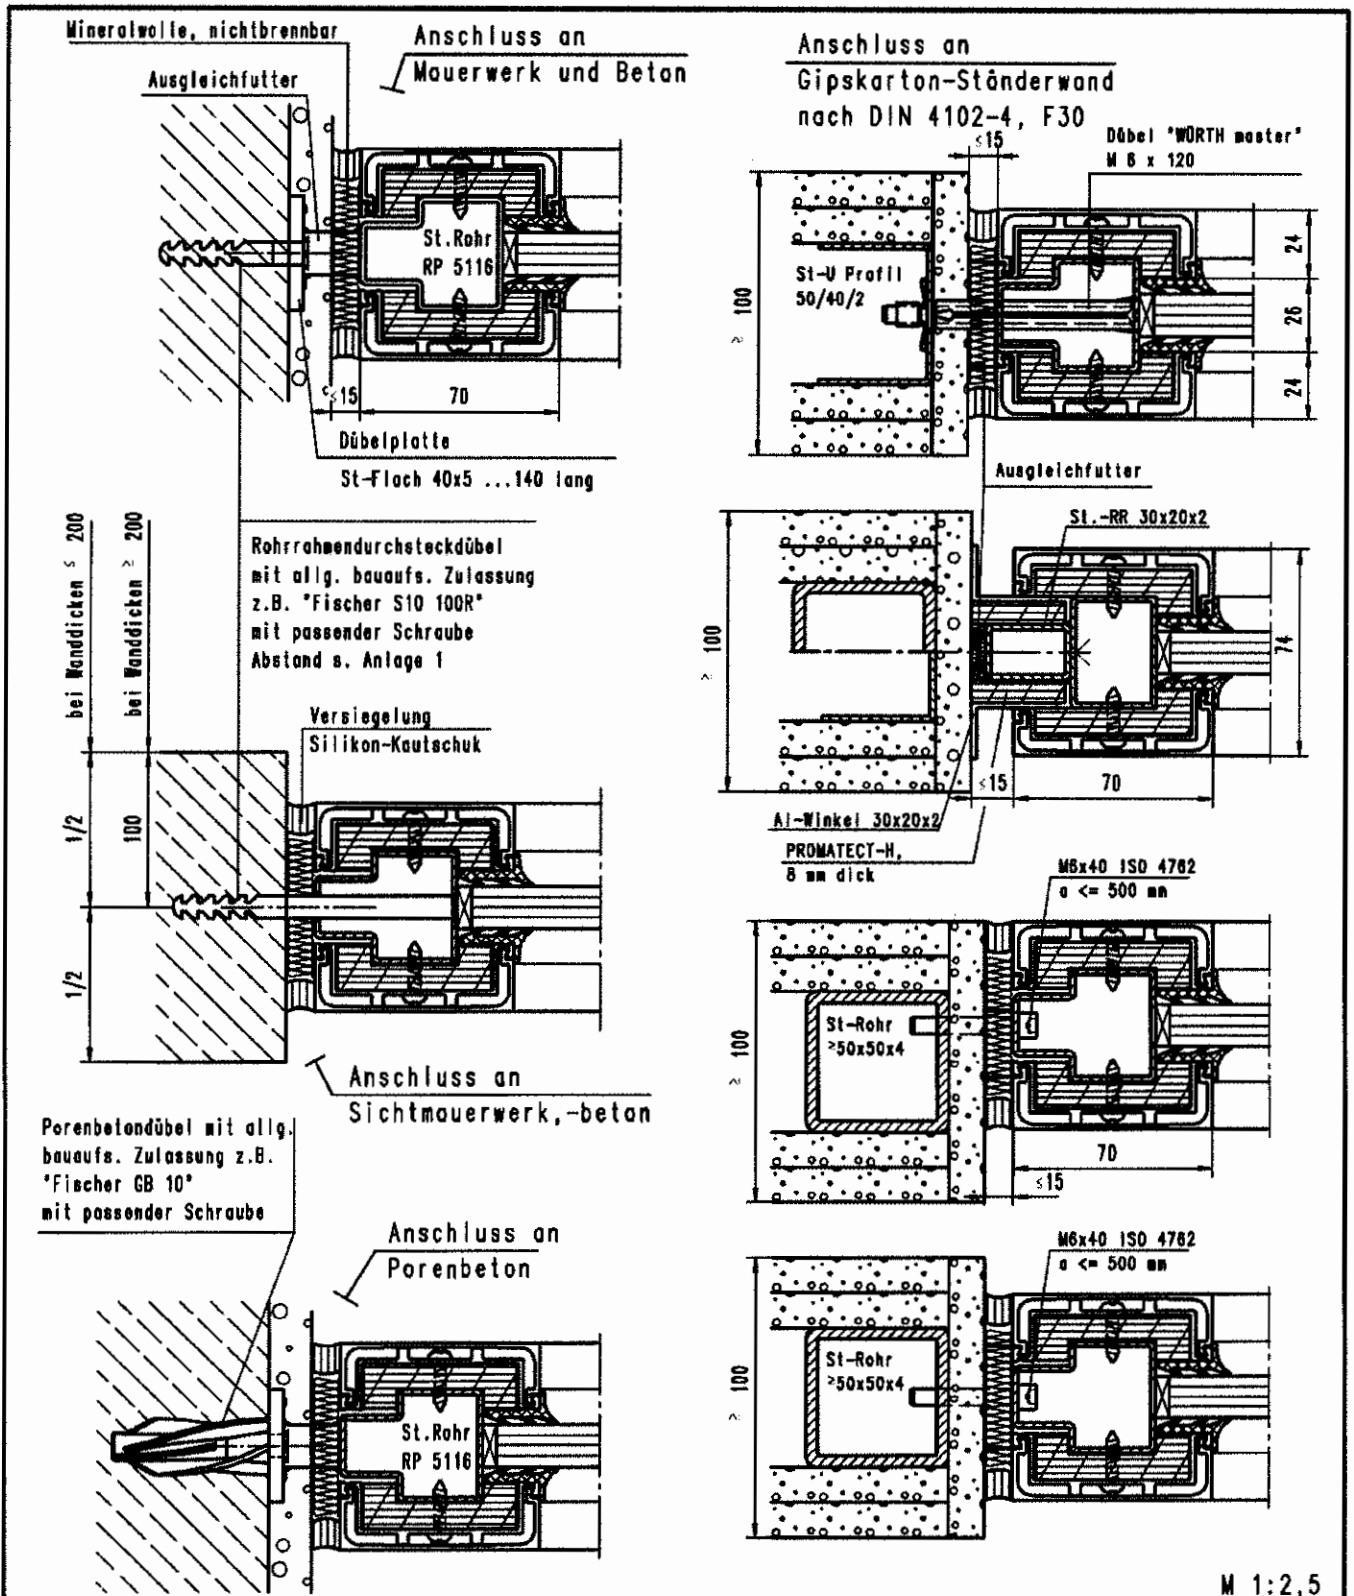 Mineralwolle, nichtbrennbar
Ausgleichfutter
Anschluss an
Mauerwerk und Beton
St.Rohr
RP 5116
≤15
70
Dübelplatte
St-Flach 40x5 ...140 lang
bei Wanddicken ≤ 200
bei Wanddicken ≥ 200
Rohrrahmendurchsteckdübel
mit allg. bauaufs. Zulassung
z.B. "Fischer S10 100R"
mit passender Schraube
Abstand s. Anlage 1
Versiegelung
Silikon-Kautschuk
1/2
100
1/2
Anschluss an
Sichtmauerwerk,-beton
Porenbetondübel mit allg.
bauaufs. Zulassung z.B.
"Fischer GB 10"
mit passender Schraube
Anschluss an
Porenbeton
St.Rohr
RP 5116
Anschluss an
Gipskarton-Ständerwand
nach DIN 4102-4, F30
≤15
Dübel "WÜRTH master"
M 6 x 120
St-U Profil
50/40/2
≥ 100
24
26
24
Ausgleichfutter
St.-RR 30x20x2
≥ 100
74
≤15
70
Al-Winkel 30x20x2
PROMATECT-H,
8 mm dick
M6x40 ISO 4762
a <= 500 mm
St-Rohr
≥50x50x4
≥ 100
70
≤15
M6x40 ISO 4762
a <= 500 mm
St-Rohr
≥50x50x4
≥ 100
M 1:2,5